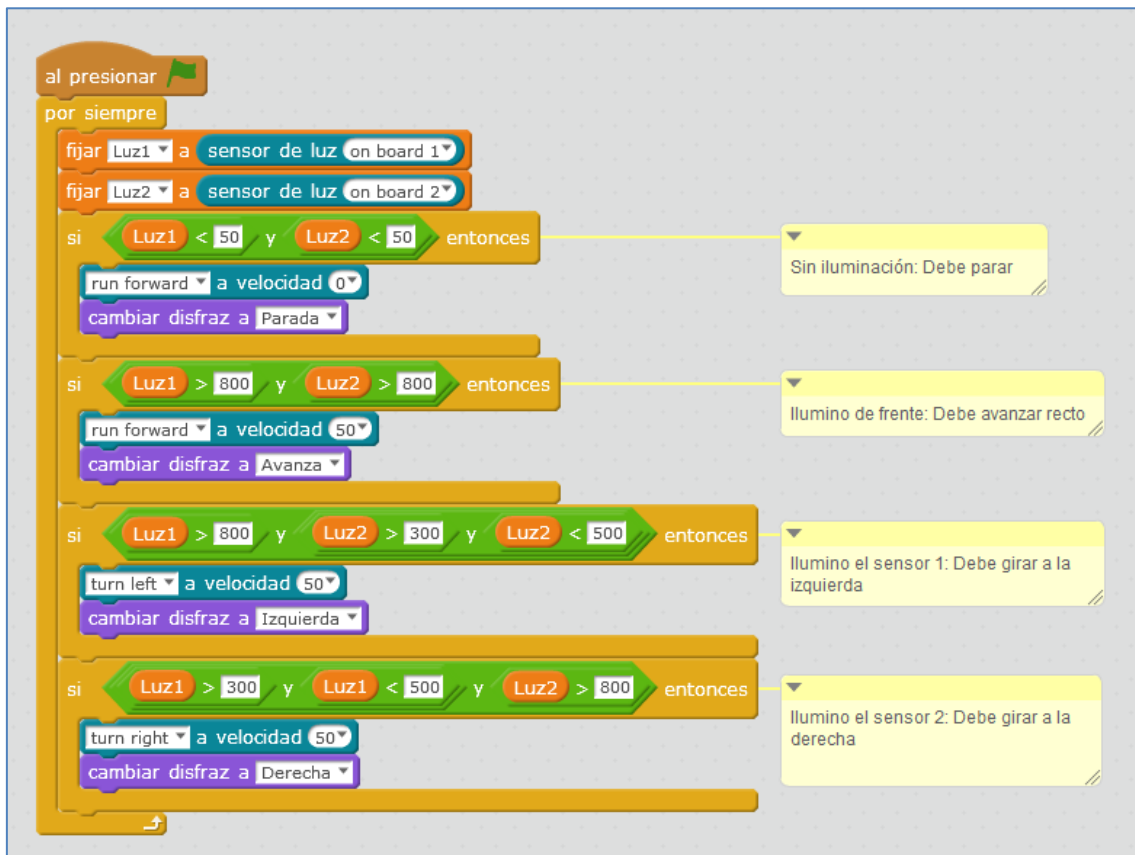 al presionar
por siempre
fijar Luz1 a sensor de luz on board 1
fijar Luz2 a sensor de luz on board 2
si Luz1 < 50 y Luz2 < 50 entonces
Sin iluminación: Debe parar
run forward a velocidad 0
cambiar disfraz a Parada
si Luz1 > 800 y Luz2 > 800 entonces
Ilumino de frente: Debe avanzar recto
run forward a velocidad 50
cambiar disfraz a Avanza
si Luz1 > 800 y Luz2 > 300 y Luz2 < 500 entonces
Ilumino el sensor 1: Debe girar a la
izquierda
turn left a velocidad 50
cambiar disfraz a Izquierda
si Luz1 > 300 y Luz1 < 500 y Luz2 > 800 entonces
Ilumino el sensor 2: Debe girar a la
derecha
turn right a velocidad 50
cambiar disfraz a Derecha